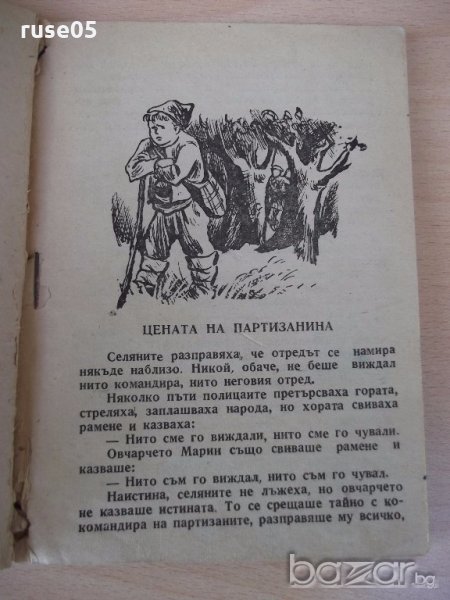 ruse05
ЦЕНАТА НА ПАРТИЗАНИНА
Селяните разправяха, че отредът се намира
някъде наблизо. Никой, обаче, не беше виждал
нито командира, нито неговия отред.
Няколко пъти полицаите претърсваха гората,
стреляха, заплашваха народа, но хората свиваха
рамене и казваха:
— Нито сме го виждали, нито сме го чували.
Овчарчето Марин също свиваше рамене и
казваше:
— Нито съм го виждал, нито съм го чувал.
Наистина, селяните не лъжеха, но овчарчето
не казваше истината. То се срещаше тайно с ко-
командира на партизаните, разправяше му всичко,
bazar.bg